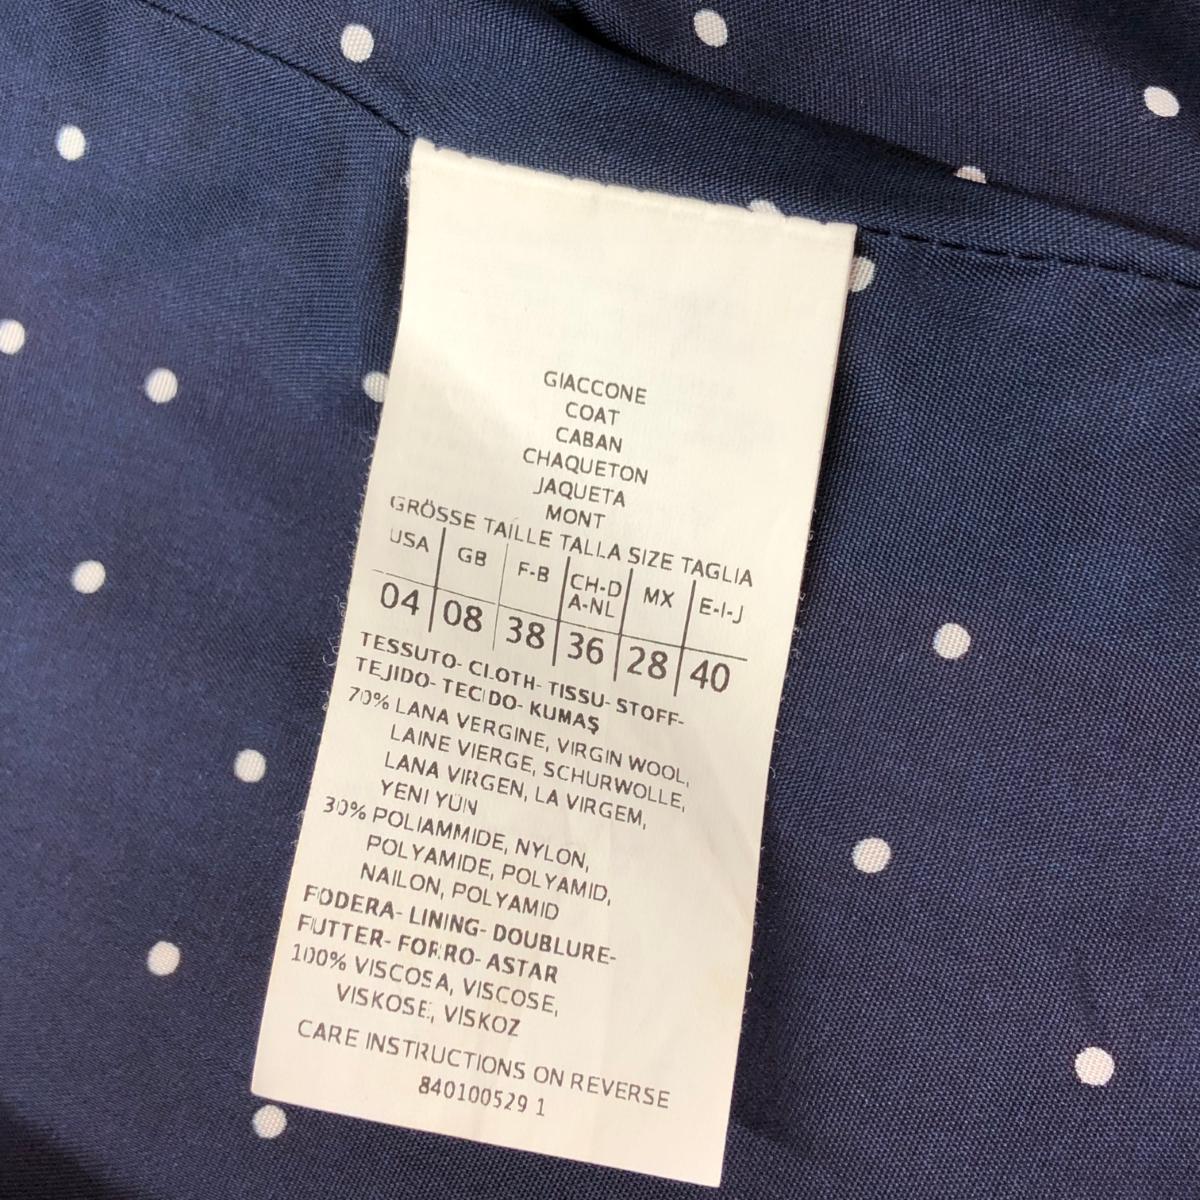 GIACCONE
COAT
CABAN
CHAQUETON
JAQUETA
MONT
GRÖSSE TAILLE TALLA SIZE TAGLIA
USA GB F-B CH-D A-NL MX E-I-J
04 08 38 36 28 40
TESSUTO- CLOTH- TISSU- STOFF-
TEJIDO- TECIDO- KUMAŞ
70% LANA VERGINE, VIRGIN WOOL,
LAINE VIERGE, SCHURWOLLE,
LANA VIRGEN, LA VIRGEM,
YENI YÜN
30% POLIAMMIDE, NYLON,
POLYAMIDE, POLYAMID,
NAILON, POLYAMID
FODERA- LINING- DOUBLURE-
FUTTER- FORRO- ASTAR
100% VISCOSA, VISCOSE,
VISKOSE, VISKOZ
CARE INSTRUCTIONS ON REVERSE
840100529 1